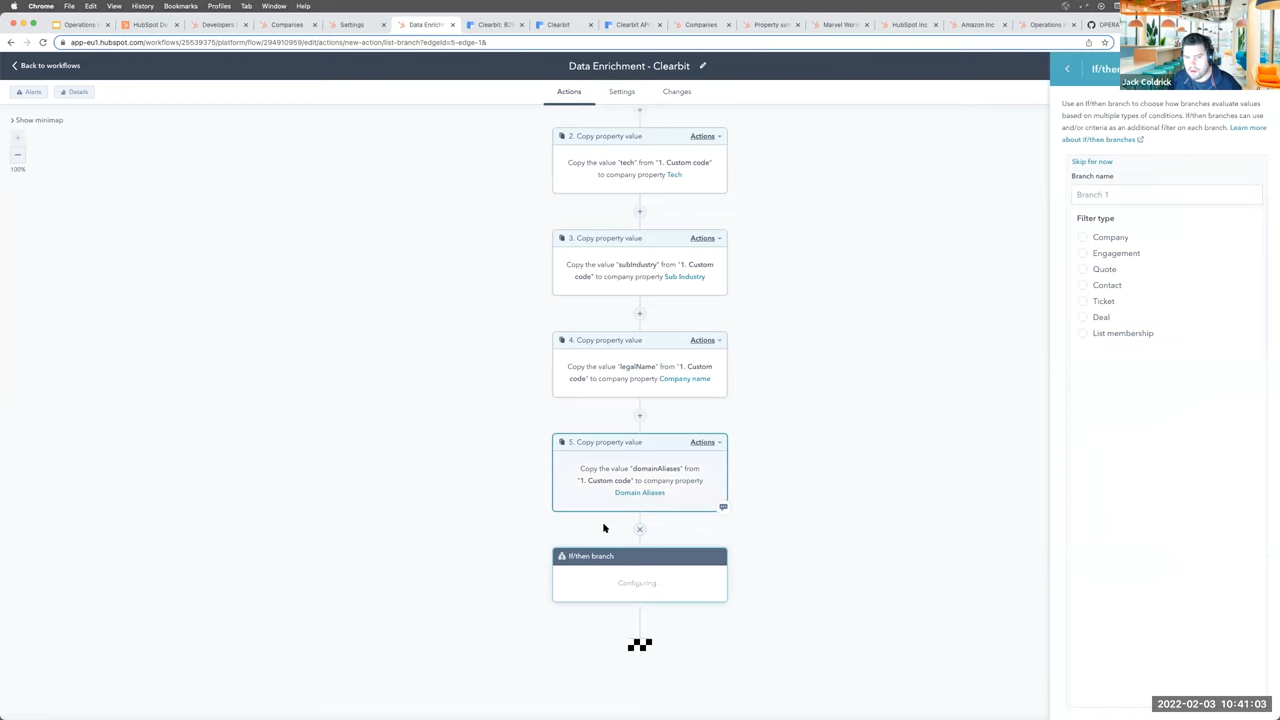 Chrome File Edit View History Bookmarks Profiles Tab Window Help
Operations H
HubSpot De
Developers
Companies
Settings
Data Enrichm
Clearbit: B2
Clearbit
Clearbit API
Companies
Property set
Marvel Work
HubSpot Inc
Amazon Inc
Operations
OPERA
app-eu1.hubspot.com/workflows/25539375/platform/flow/294910959/edit/actions/new-action/list-branch?edgeId=5-edge-1&
Back to workflows
Data Enrichment - Clearbit
If/then
Jack Coldrick
Alerts
Details
Actions
Settings
Changes
Show minimap
100%
Use an If/then branch to choose how branches evaluate values
based on multiple types of conditions. If/then branches can use
and/or criteria as an additional filter on each branch. Learn more
about if/then branches
Skip for now
Branch name
Branch 1
Filter type
Company
Engagement
Quote
Contact
Ticket
Deal
List membership
2. Copy property value Actions
Copy the value "tech" from "1. Custom code"
to company property Tech
3. Copy property value Actions
Copy the value "subIndustry" from "1. Custom
code" to company property Sub Industry
4. Copy property value Actions
Copy the value "legalName" from "1. Custom
code" to company property Company name
5. Copy property value Actions
Copy the value "domainAliases" from
"1. Custom code" to company property
Domain Aliases
If/then branch
Configuring...
2022-02-03 10:41:03